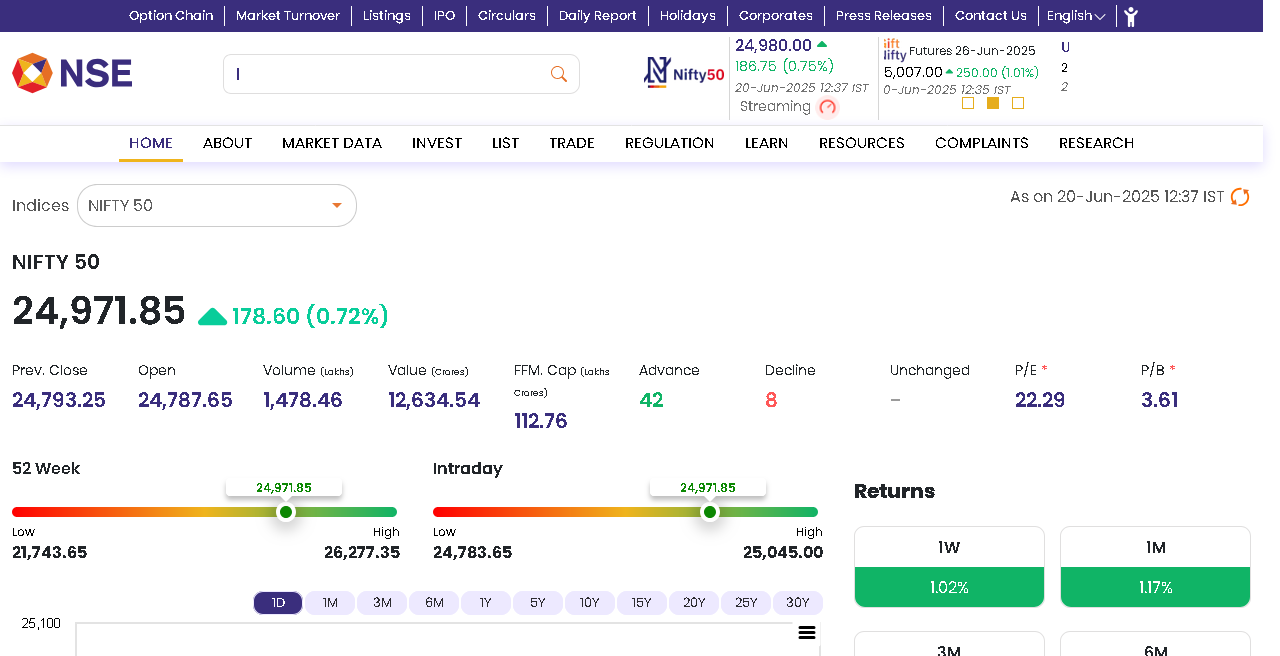 Option Chain Market Turnover Listings IPO Circulars Daily Report Holidays Corporates Press Releases Contact Us English
NSE
Nifty50
24,980.00
186.75 (0.75%)
20-Jun-2025 12:37 IST
Streaming
iift
lifty Futures 26-Jun-2025
5,007.00 250.00 (1.01%)
0-Jun-2025 12:35 IST
U
2
2
HOME ABOUT MARKET DATA INVEST LIST TRADE REGULATION LEARN RESOURCES COMPLAINTS RESEARCH
Indices NIFTY 50
As on 20-Jun-2025 12:37 IST
NIFTY 50
24,971.85 178.60 (0.72%)
Prev. Close Open Volume (Lakhs) Value (Crores) FFM. Cap (Lakhs Crores) Advance Decline Unchanged P/E * P/B *
24,793.25 24,787.65 1,478.46 12,634.54 112.76 42 8 - 22.29 3.61
52 Week
24,971.85
Low High
21,743.65 26,277.35
Intraday
24,971.85
Low High
24,783.65 25,045.00
1D 1M 3M 6M 1Y 5Y 10Y 15Y 20Y 25Y 30Y
25,100
Returns
1W 1M
1.02% 1.17%
3M 6M